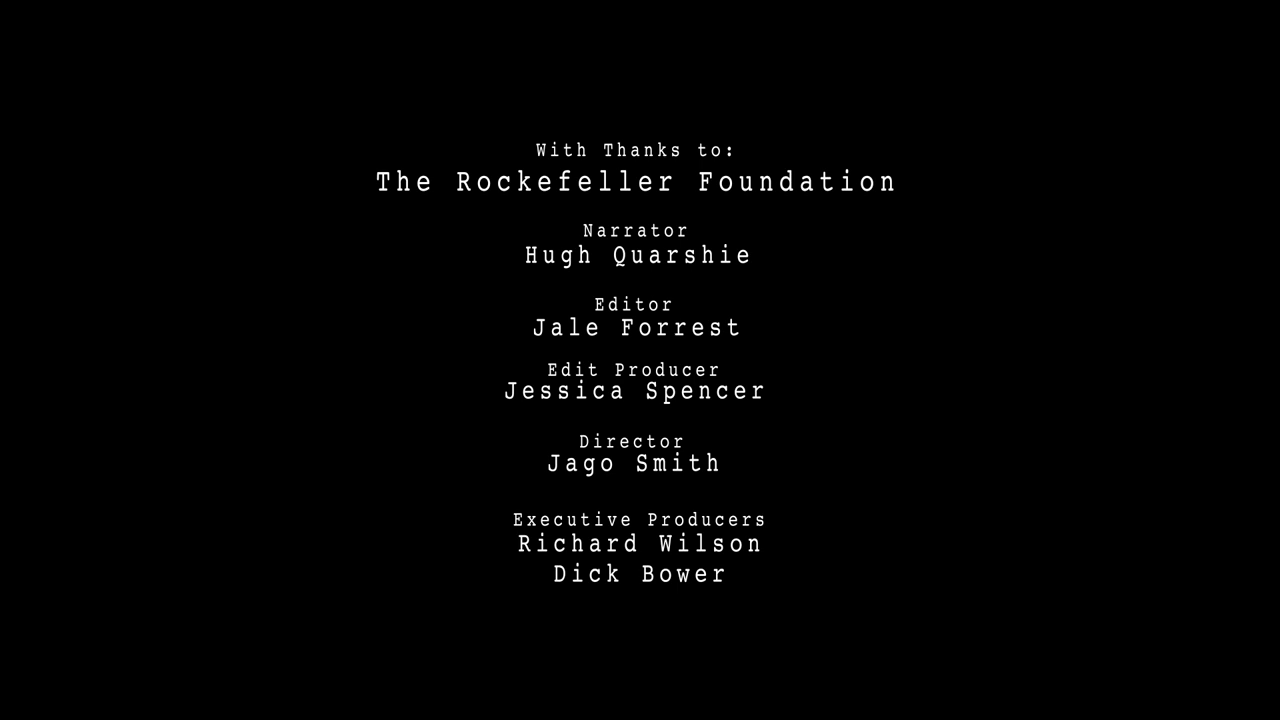 With Thanks to:
The Rockefeller Foundation
Narrator
Hugh Quarshie
Editor
Jale Forrest
Edit Producer
Jessica Spencer
Director
Jago Smith
Executive Producers
Richard Wilson
Dick Bower